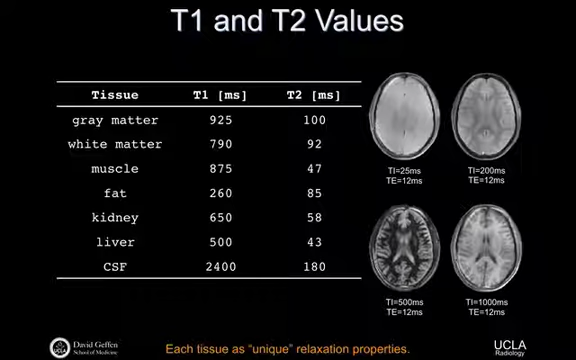 T1 and T2 Values
Tissue T1 [ms] T2 [ms]
gray matter 925 100
white matter 790 92
muscle 875 47
fat 260 85
kidney 650 58
liver 500 43
CSF 2400 180
TI=25ms
TE=12ms
TI=200ms
TE=12ms
TI=500ms
TE=12ms
TI=1000ms
TE=12ms
UCLA
David Geffen
School of Medicine
Each tissue as “unique” relaxation properties.
UCLA
Radiology